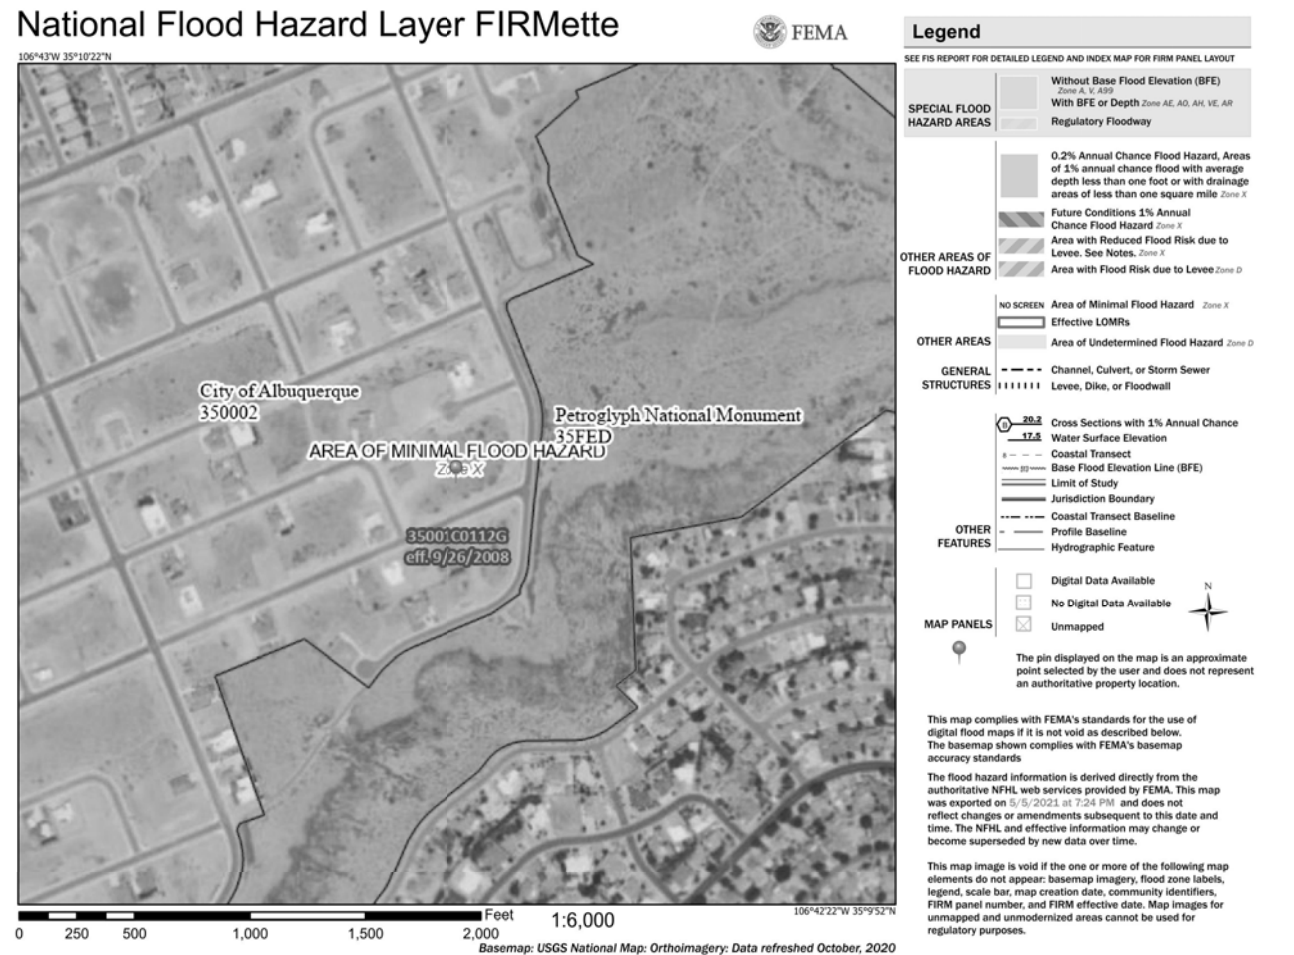 National Flood Hazard Layer FIRMette
FEMA
106°43'W 35°10'22"N
City of Albuquerque
350002
Petroglyph National Monument
35FED
AREA OF MINIMAL FLOOD HAZARD
Zone X
35001C0112G
eff. 9/26/2008
Feet
1:6,000
106°42'22"W 35°9'52"N
0 250 500 1,000 1,500 2,000
Basemap: USGS National Map: Orthoimagery: Data refreshed October, 2020
Legend
SEE FIS REPORT FOR DETAILED LEGEND AND INDEX MAP FOR FIRM PANEL LAYOUT
SPECIAL FLOOD
HAZARD AREAS
Without Base Flood Elevation (BFE)
Zone A, V, A99
With BFE or Depth Zone AE, AO, AH, VE, AR
Regulatory Floodway
OTHER AREAS OF
FLOOD HAZARD
0.2% Annual Chance Flood Hazard, Areas
of 1% annual chance flood with average
depth less than one foot or with drainage
areas of less than one square mile Zone X
Future Conditions 1% Annual
Chance Flood Hazard Zone X
Area with Reduced Flood Risk due to
Levee. See Notes. Zone X
Area with Flood Risk due to Levee Zone D
OTHER AREAS
NO SCREEN Area of Minimal Flood Hazard Zone X
Effective LOMRs
Area of Undetermined Flood Hazard Zone D
GENERAL
STRUCTURES
Channel, Culvert, or Storm Sewer
Levee, Dike, or Floodwall
OTHER
FEATURES
B 20.2 Cross Sections with 1% Annual Chance
17.5 Water Surface Elevation
8 Coastal Transect
513 Base Flood Elevation Line (BFE)
Limit of Study
Jurisdiction Boundary
Coastal Transect Baseline
Profile Baseline
Hydrographic Feature
MAP PANELS
Digital Data Available
No Digital Data Available
Unmapped
N
The pin displayed on the map is an approximate
point selected by the user and does not represent
an authoritative property location.
This map complies with FEMA's standards for the use of
digital flood maps if it is not void as described below.
The basemap shown complies with FEMA's basemap
accuracy standards
The flood hazard information is derived directly from the
authoritative NFHL web services provided by FEMA. This map
was exported on 5/5/2021 at 7:24 PM and does not
reflect changes or amendments subsequent to this date and
time. The NFHL and effective information may change or
become superseded by new data over time.
This map image is void if the one or more of the following map
elements do not appear: basemap imagery, flood zone labels,
legend, scale bar, map creation date, community identifiers,
FIRM panel number, and FIRM effective date. Map images for
unmapped and unmodernized areas cannot be used for
regulatory purposes.